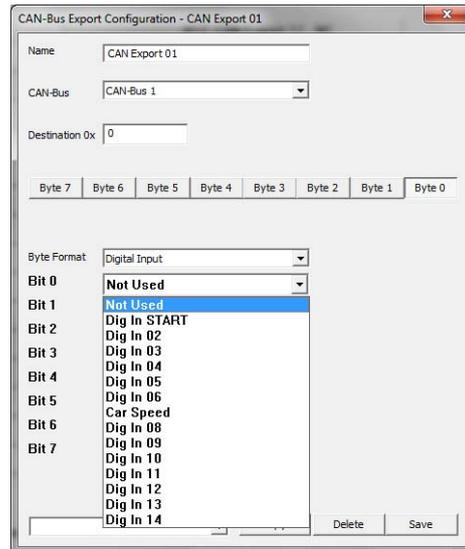 CAN-Bus Export Configuration - CAN Export 01
Name CAN Export 01
CAN-Bus CAN-Bus 1
Destination 0x 0
Byte 7 Byte 6 Byte 5 Byte 4 Byte 3 Byte 2 Byte 1 Byte 0
Byte Format Digital Input
Bit 0 Not Used
Bit 1 Not Used
Dig In START
Bit 2 Dig In 02
Bit 3 Dig In 03
Dig In 04
Bit 4 Dig In 05
Bit 5 Dig In 06
Car Speed
Bit 6 Dig In 08
Bit 7 Dig In 09
Dig In 10
Dig In 11
Dig In 12
Dig In 13
Dig In 14
Delete Save